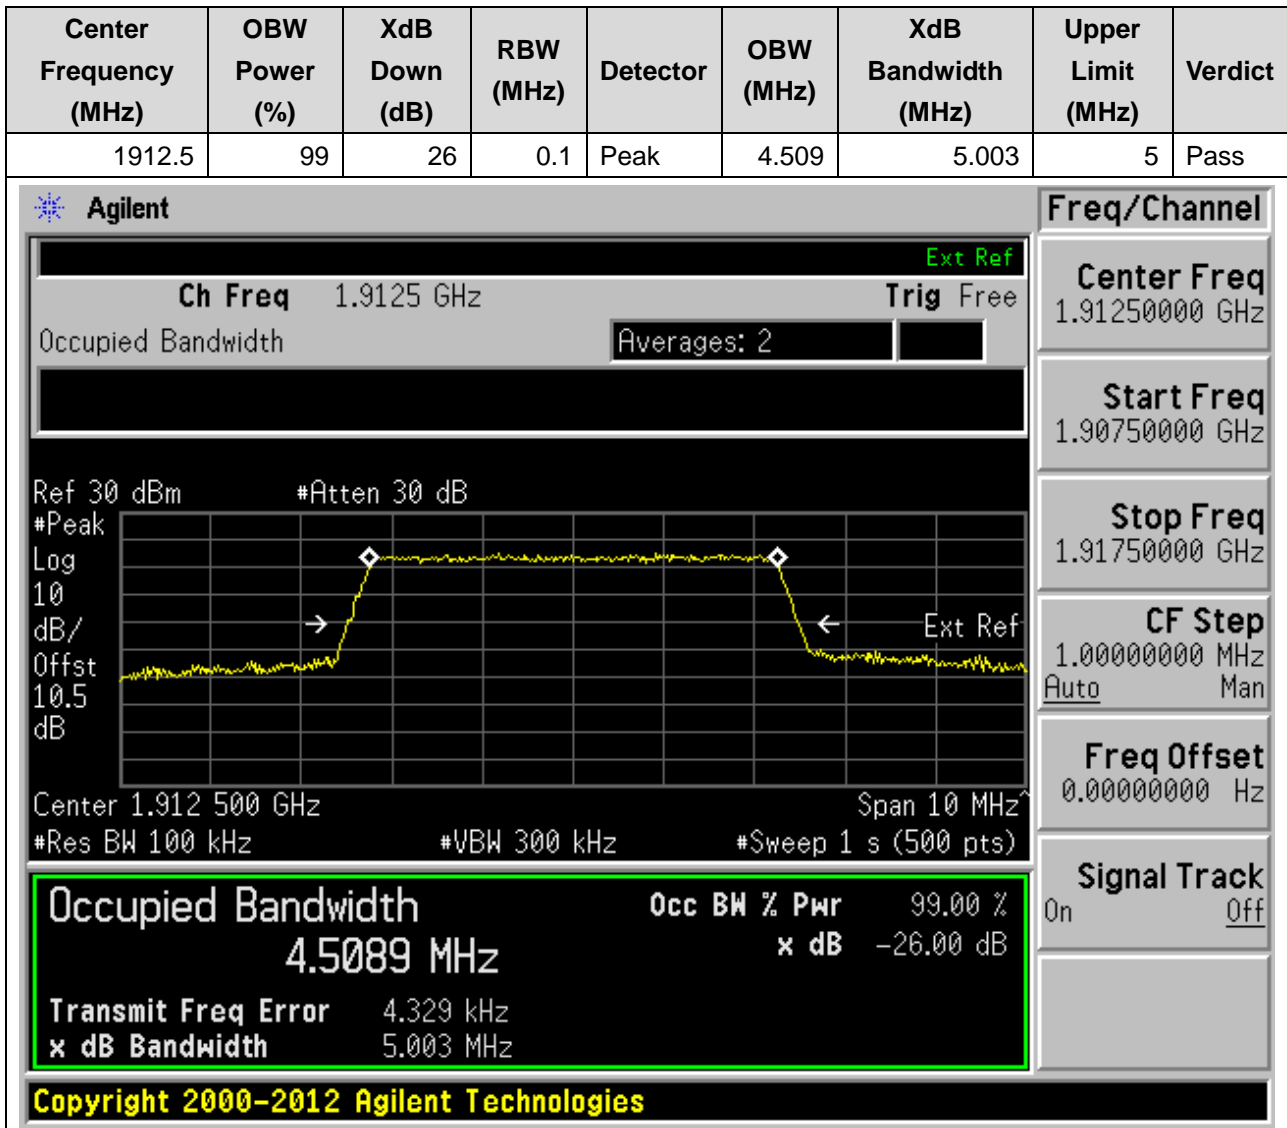 Center Frequency (MHz) OBW Power (%) XdB Down (dB) RBW (MHz) Detector OBW (MHz) XdB Bandwidth (MHz) Upper Limit (MHz) Verdict
1912.5 99 26 0.1 Peak 4.509 5.003 5 Pass
Agilent
Freq/Channel
Ext Ref
Ch Freq 1.9125 GHz Trig Free
Occupied Bandwidth Averages: 2
Ref 30 dBm #Atten 30 dB
#Peak
Log
10
dB/
Offst
10.5
dB
Ext Ref
Center 1.912 500 GHz Span 10 MHz^
#Res BW 100 kHz #VBW 300 kHz #Sweep 1 s (500 pts)
Occupied Bandwidth Occ BW % Pwr 99.00 %
4.5089 MHz x dB -26.00 dB
Transmit Freq Error 4.329 kHz
x dB Bandwidth 5.003 MHz
Center Freq
1.91250000 GHz
Start Freq
1.90750000 GHz
Stop Freq
1.91750000 GHz
CF Step
1.00000000 MHz
Auto Man
Freq Offset
0.00000000 Hz
Signal Track
On Off
Copyright 2000-2012 Agilent Technologies